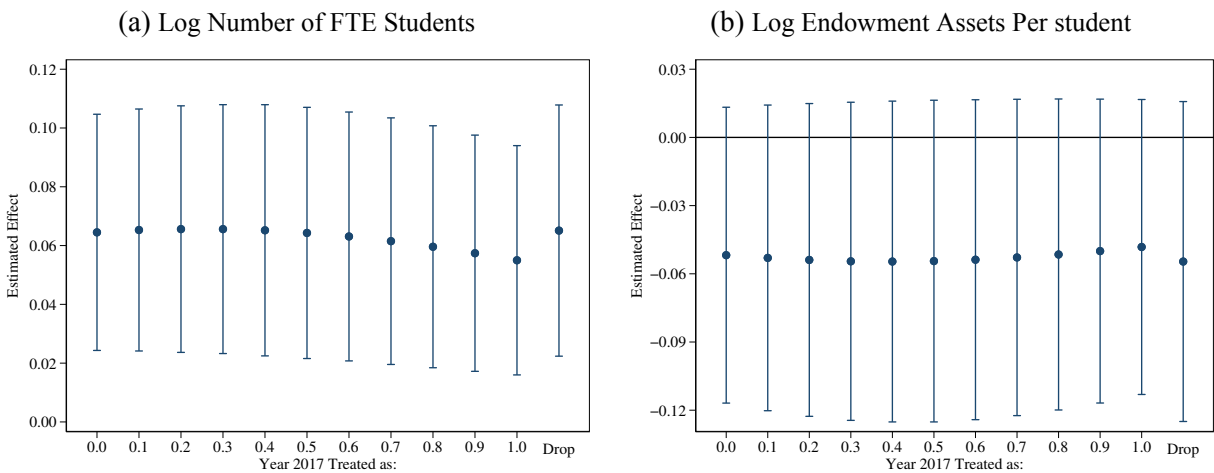 (a) Log Number of FTE Students
0.12
0.10
0.08
0.06
0.04
0.02
0.00
Estimated Effect
0.0 0.1 0.2 0.3 0.4 0.5 0.6 0.7 0.8 0.9 1.0 Drop
Year 2017 Treated as:
(b) Log Endowment Assets Per student
0.03
0.00
−0.03
−0.06
−0.09
−0.12
Estimated Effect
0.0 0.1 0.2 0.3 0.4 0.5 0.6 0.7 0.8 0.9 1.0 Drop
Year 2017 Treated as: